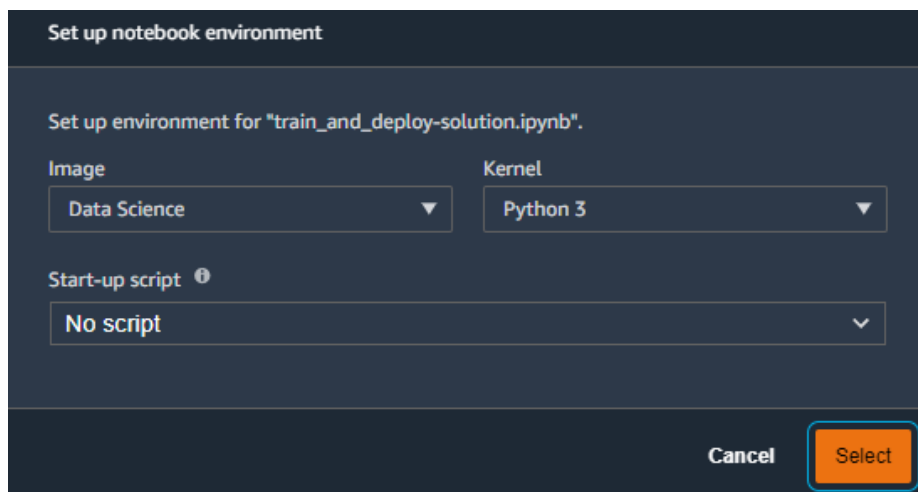 Set up notebook environment
Set up environment for "train_and_deploy-solution.ipynb".
Image Kernel
Data Science Python 3
Start-up script
No script
Cancel Select